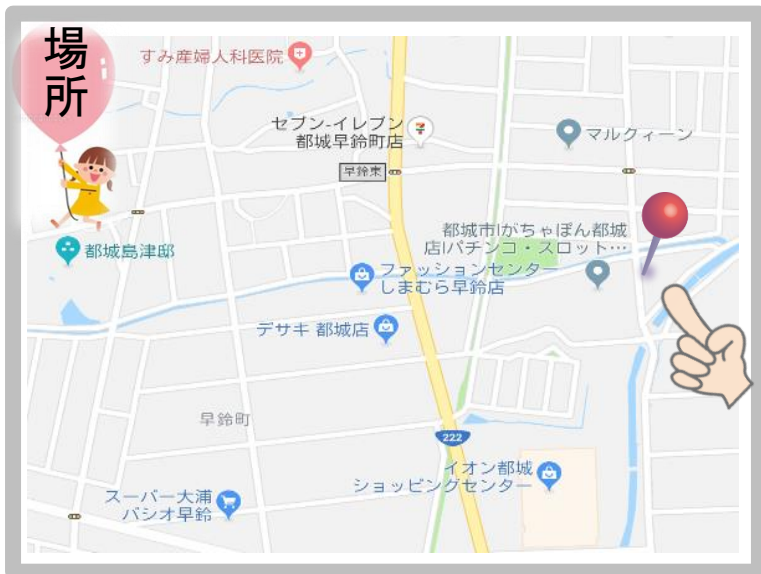 場
所
すみ産婦人科医院
セブン-イレブン
都城早鈴町店
マルクィーン
早鈴東
都城市|がちゃぽん都城
店|パチンコ・スロット…
都城島津邸
ファッションセンター
しまむら早鈴店
デサキ 都城店
早鈴町
222
イオン都城
ショッピングセンター
スーパー大浦
パシオ早鈴